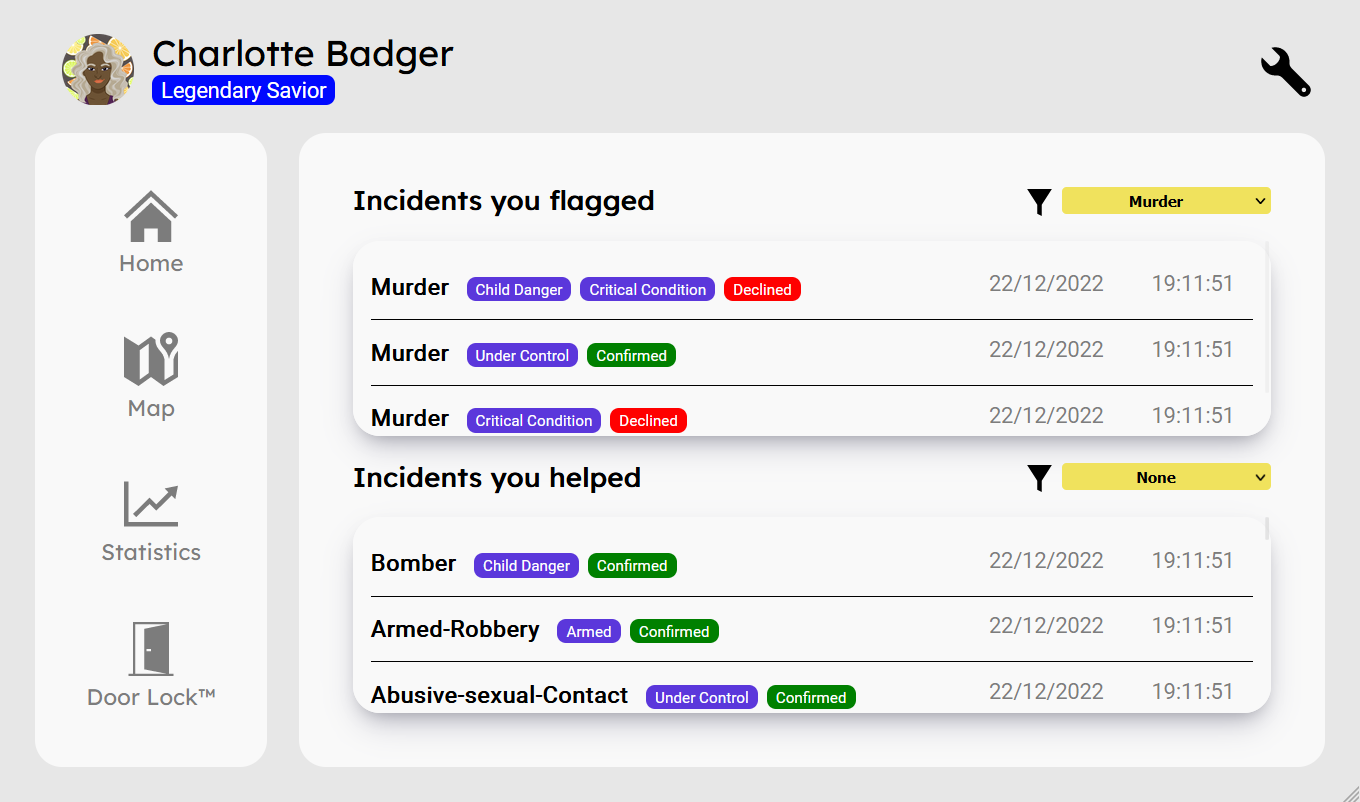 Charlotte Badger
Legendary Savior
Home
Map
Statistics
Door Lock™
Incidents you flagged
Murder
Murder Child Danger Critical Condition Declined 22/12/2022 19:11:51
Murder Under Control Confirmed 22/12/2022 19:11:51
Murder Critical Condition Declined 22/12/2022 19:11:51
Incidents you helped
None
Bomber Child Danger Confirmed 22/12/2022 19:11:51
Armed-Robbery Armed Confirmed 22/12/2022 19:11:51
Abusive-sexual-Contact Under Control Confirmed 22/12/2022 19:11:51